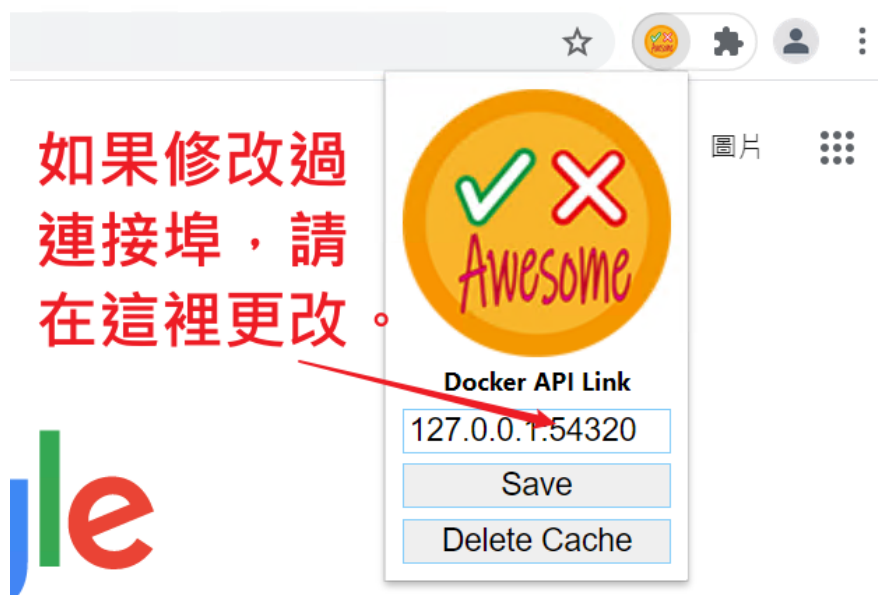 圖片
如果修改過
連接埠，請
在這裡更改。
Awesome
Docker API Link
127.0.0.1:54320
Save
Delete Cache
gle